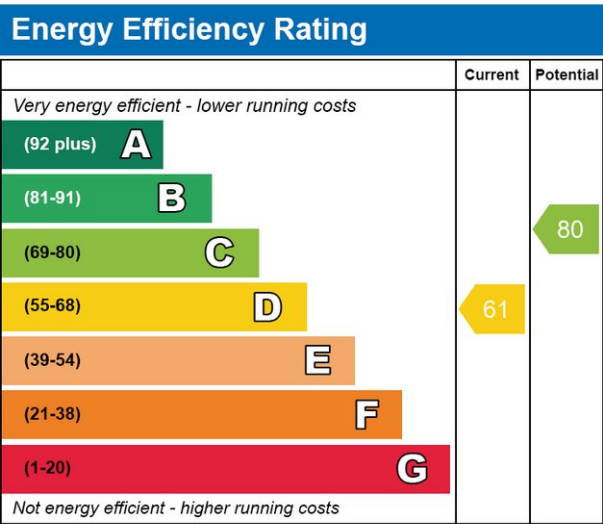 Energy Efficiency Rating
Current Potential
Very energy efficient - lower running costs
(92 plus) A
(81-91) B
80
(69-80) C
(55-68) D 61
(39-54) E
(21-38) F
(1-20) G
Not energy efficient - higher running costs